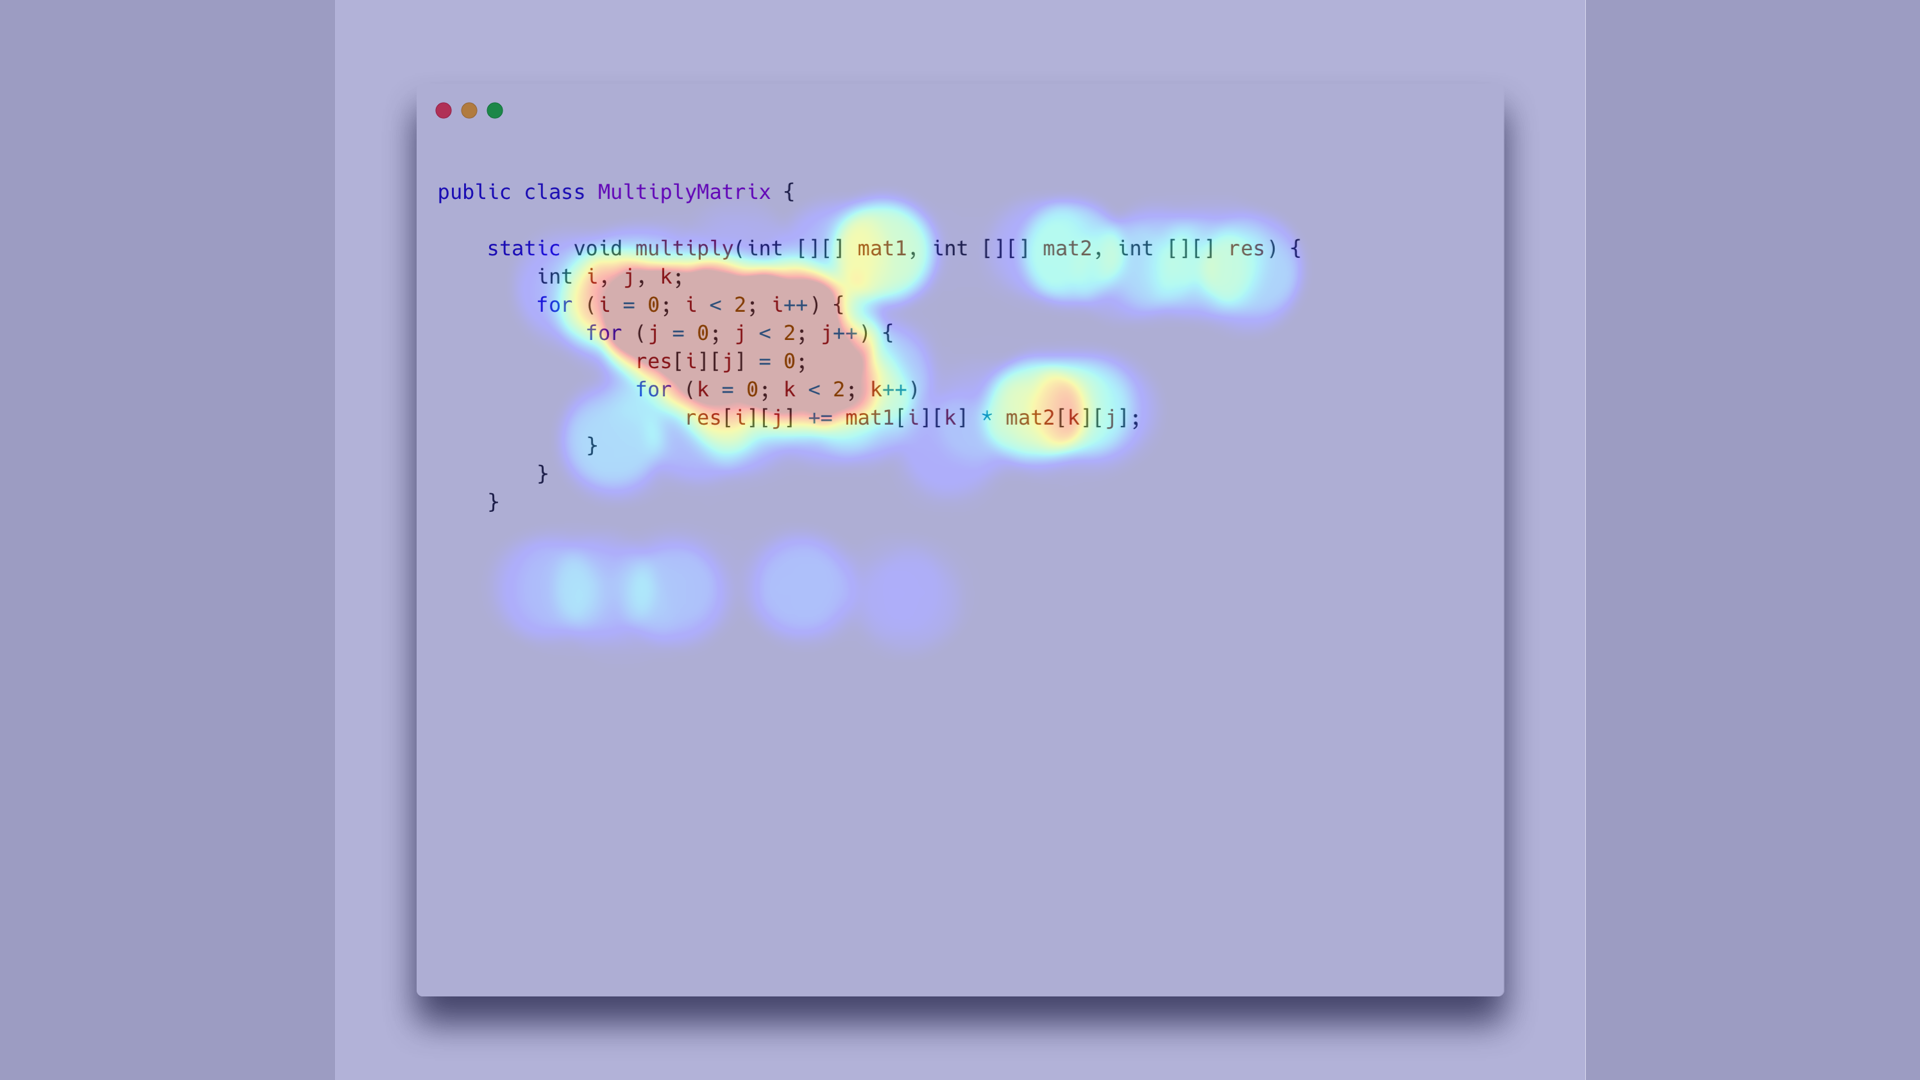 public class MultiplyMatrix {
static void multiply(int [][] mat1, int [][] mat2, int [][] res) {
int i, j, k;
for (i = 0; i < 2; i++) {
for (j = 0; j < 2; j++) {
res[i][j] = 0;
for (k = 0; k < 2; k++)
res[i][j] += mat1[i][k] * mat2[k][j];
}
}
}